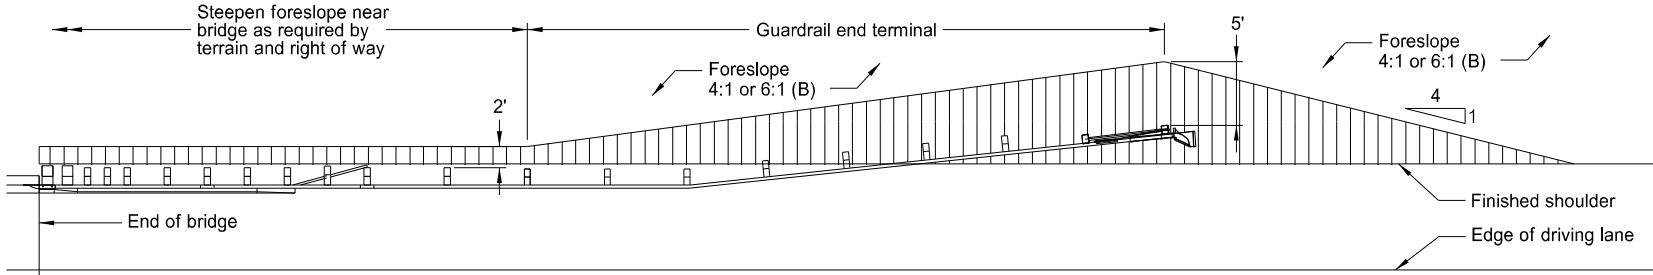 Steepen foreslope near
bridge as required by
terrain and right of way
Guardrail end terminal
5'
Foreslope
4:1 or 6:1 (B)
Foreslope
4:1 or 6:1 (B)
2'
4
1
End of bridge
Finished shoulder
Edge of driving lane